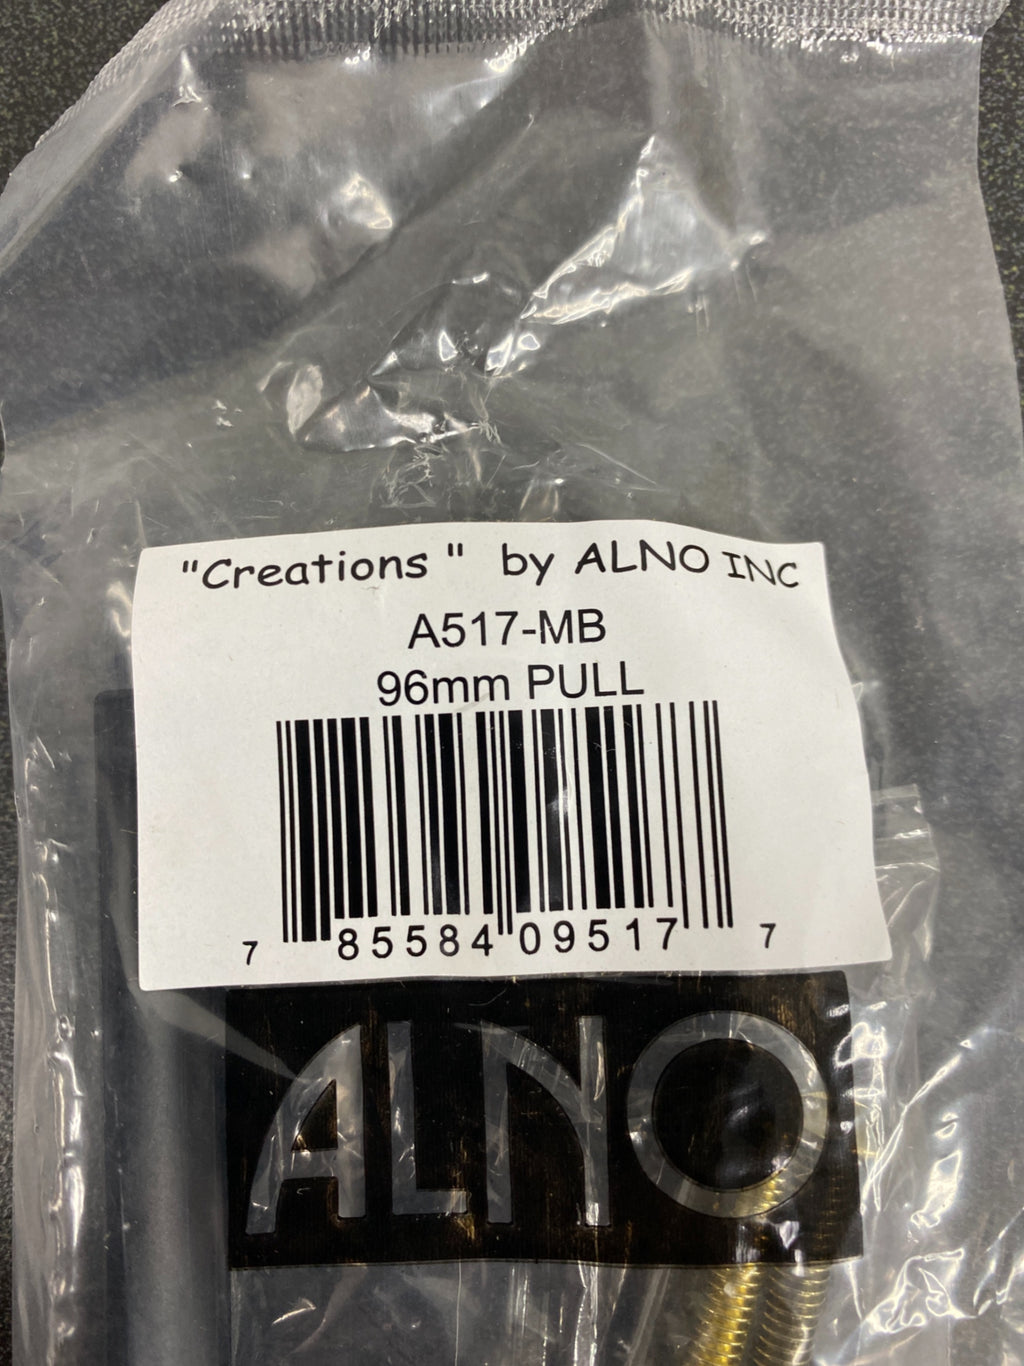 "Creations " by ALNO INC
A517-MB
96mm PULL
7 85584 09517 7
ALNO